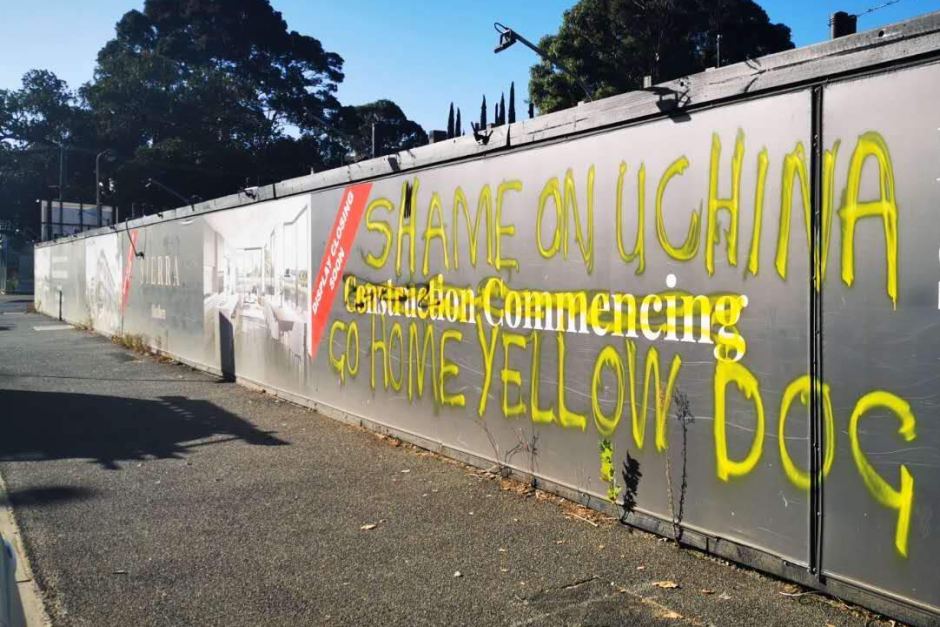 SHAME ON U CHINA
DISPLAY CLOSING
SOON
Construction Commencing
GO HOME YELLOW DOG